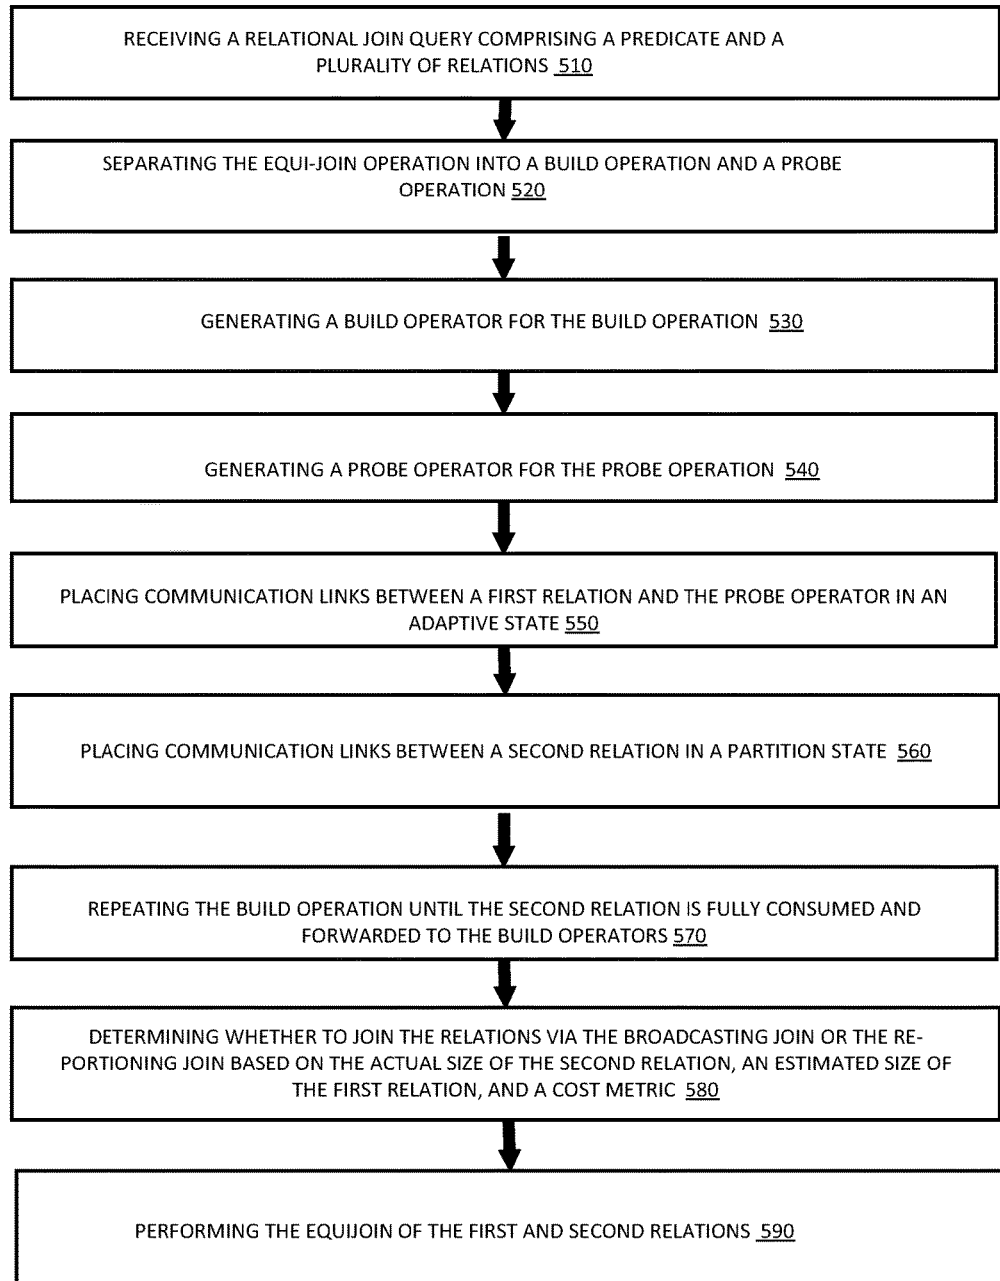 RECEIVING A RELATIONAL JOIN QUERY COMPRISING A PREDICATE AND A
PLURALITY OF RELATIONS 510
SEPARATING THE EQUI-JOIN OPERATION INTO A BUILD OPERATION AND A PROBE
OPERATION 520
GENERATING A BUILD OPERATOR FOR THE BUILD OPERATION 530
GENERATING A PROBE OPERATOR FOR THE PROBE OPERATION 540
PLACING COMMUNICATION LINKS BETWEEN A FIRST RELATION AND THE PROBE OPERATOR IN AN
ADAPTIVE STATE 550
PLACING COMMUNICATION LINKS BETWEEN A SECOND RELATION IN A PARTITION STATE 560
REPEATING THE BUILD OPERATION UNTIL THE SECOND RELATION IS FULLY CONSUMED AND
FORWARDED TO THE BUILD OPERATORS 570
DETERMINING WHETHER TO JOIN THE RELATIONS VIA THE BROADCASTING JOIN OR THE RE-
PORTIONING JOIN BASED ON THE ACTUAL SIZE OF THE SECOND RELATION, AN ESTIMATED SIZE OF
THE FIRST RELATION, AND A COST METRIC 580
PERFORMING THE EQUIJOIN OF THE FIRST AND SECOND RELATIONS 590